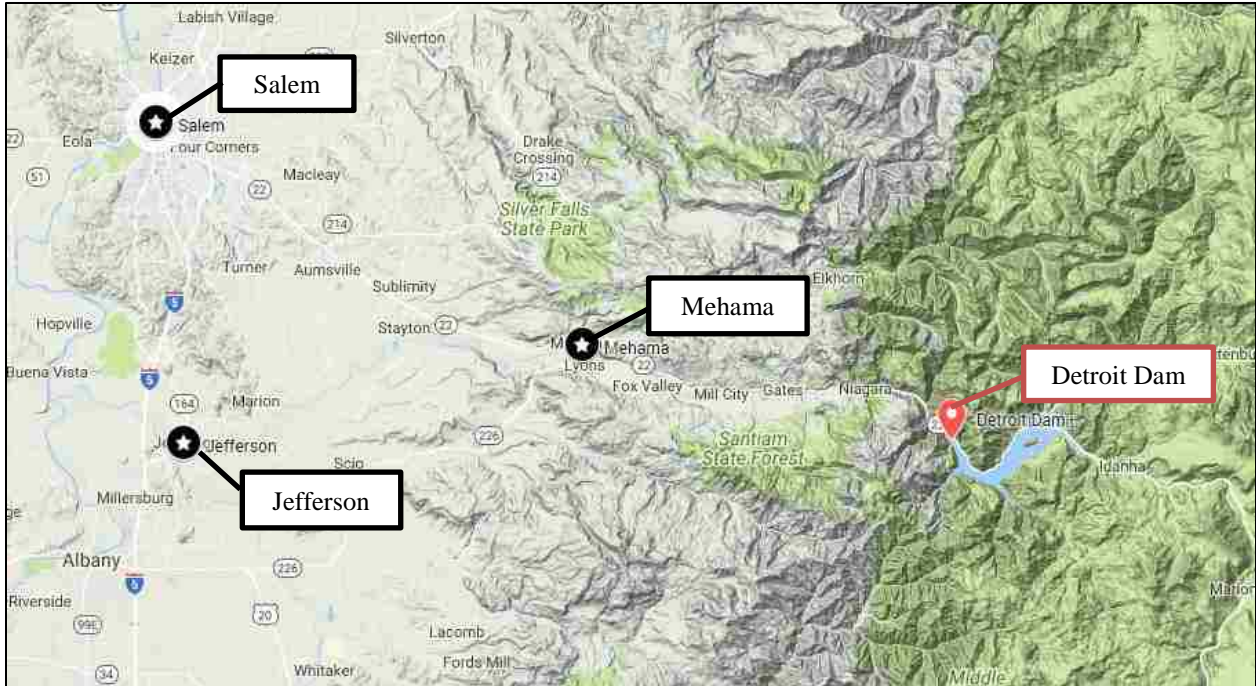 Labish Village
Keizer
Silverton
Salem
Salem
22
Eola
Four Corners
Drake
Crossing
214
51
22
Macleay
Silver Falls
State Park
214
Turner
Aumsville
Elkhorn
Sublimity
Mehama
5
Hopville
Stayton
22
Mehama
Lyons
22
Detroit Dam
Buena Vista
5
Fox Valley
Mill City
Gates
Niagara
164
Marion
Detroit Dam
226
Santiam
State Forest
Jefferson
Scio
Idanha
Jefferson
Millersburg
Albany
226
5
Riverside
99E
20
Lacomb
Fords Mill
Whitaker
34
Middle